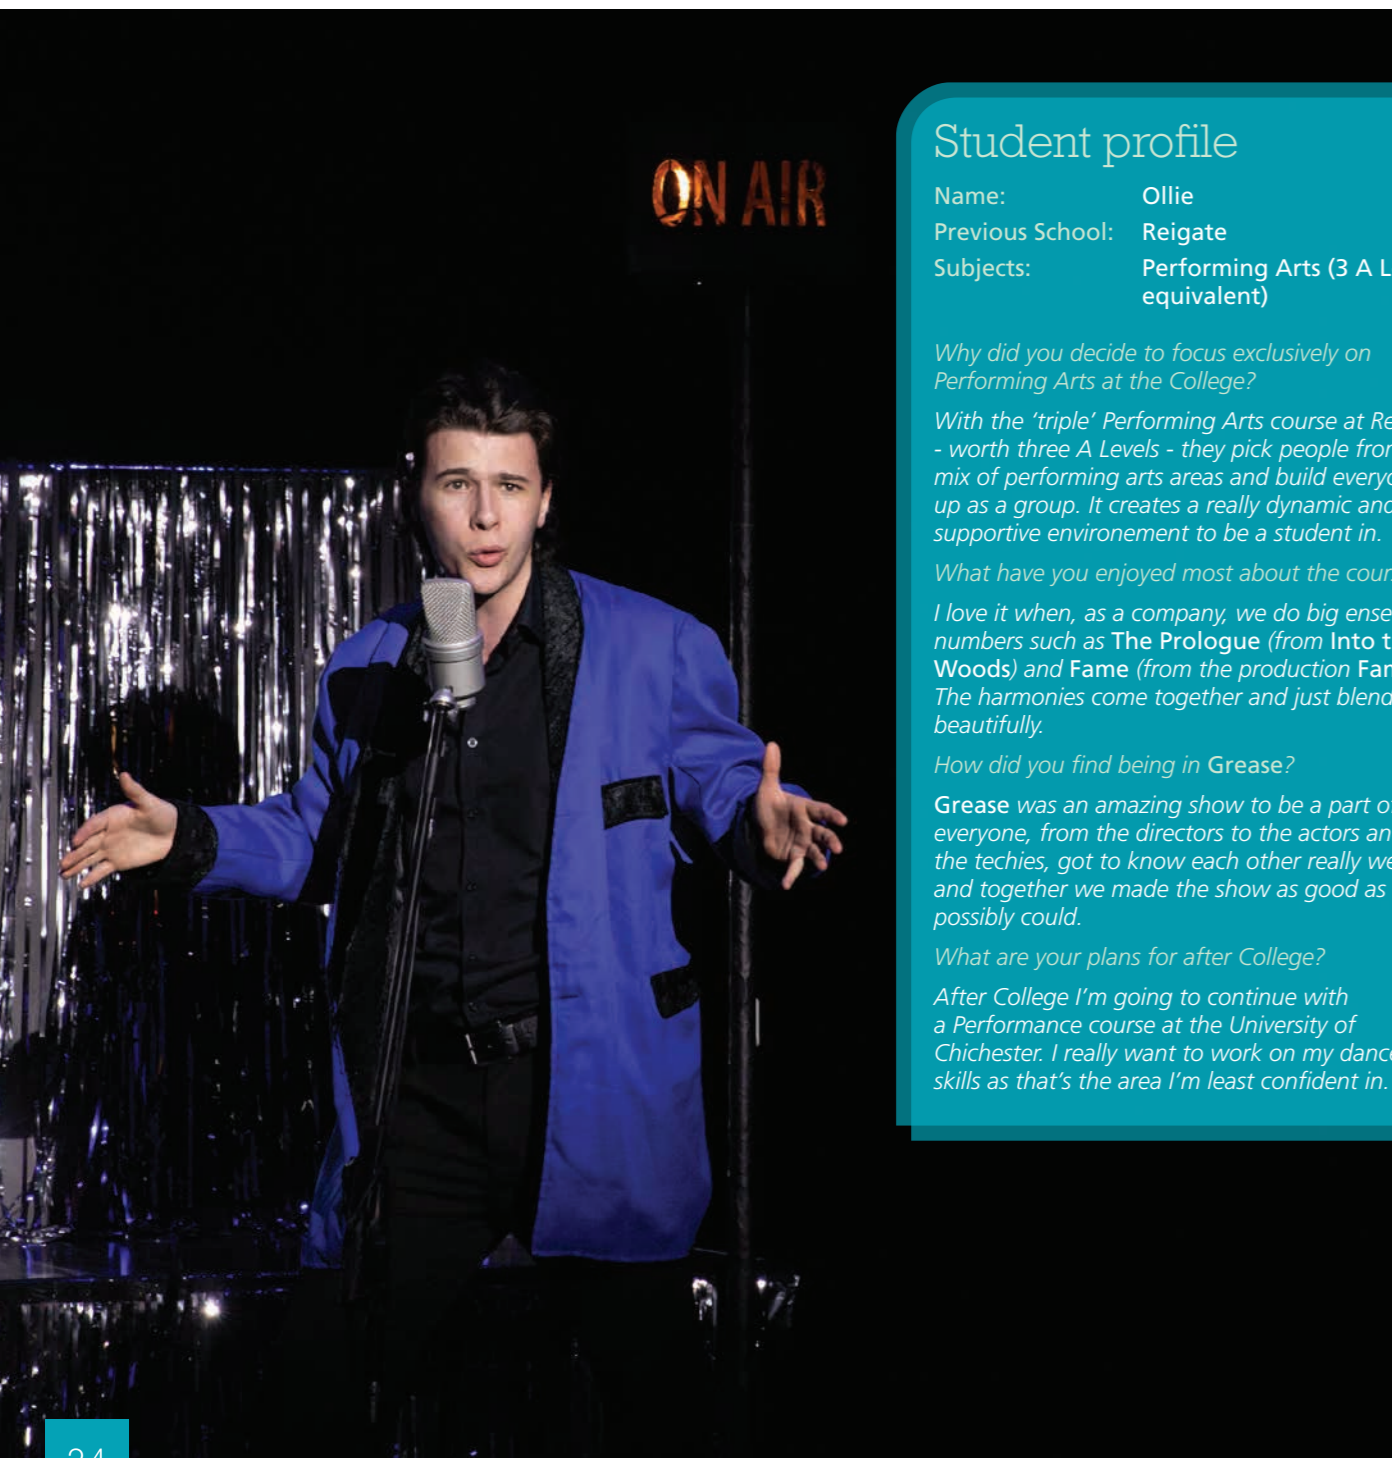 ON AIR
Student profile
Name: Ollie
Previous School: Reigate
Subjects: Performing Arts (3 A L
equivalent)
Why did you decide to focus exclusively on
Performing Arts at the College?
With the ‘triple’ Performing Arts course at Re
- worth three A Levels - they pick people from
mix of performing arts areas and build everyo
up as a group. It creates a really dynamic and
supportive environement to be a student in.
What have you enjoyed most about the cour
I love it when, as a company, we do big ense
numbers such as The Prologue (from Into t
Woods) and Fame (from the production Fam
The harmonies come together and just blend
beautifully.
How did you find being in Grease?
Grease was an amazing show to be a part of
everyone, from the directors to the actors an
the techies, got to know each other really we
and together we made the show as good as
possibly could.
What are your plans for after College?
After College I’m going to continue with
a Performance course at the University of
Chichester. I really want to work on my dance
skills as that’s the area I’m least confident in.
24